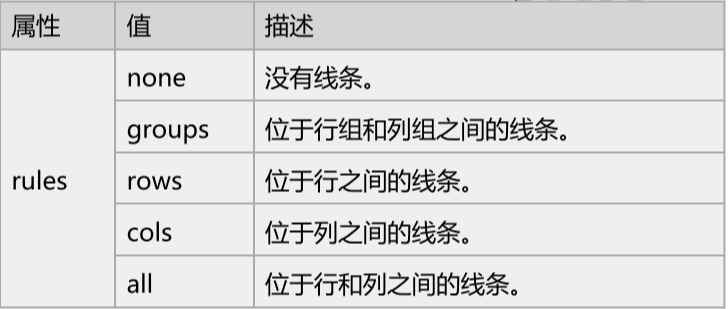 属性 值 描述
none 没有线条。
groups 位于行组和列组之间的线条。
rules rows 位于行之间的线条。
cols 位于列之间的线条。
all 位于行和列之间的线条。